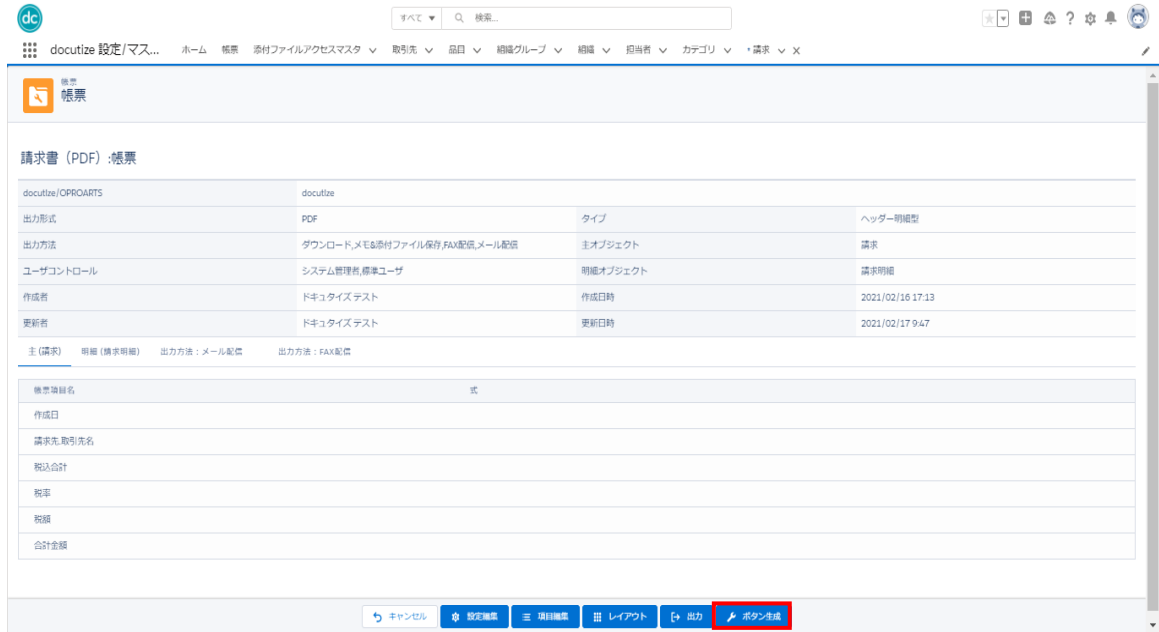 dc
すべて 検索...
docutize 設定/マス... ホーム 帳票 添付ファイルアクセスマスタ 取引先 品目 組織グループ 組織 担当者 カテゴリ * 請求
帳票
帳票
請求書（PDF）:帳票
docutize/OPROARTS docutize
出力形式 PDF タイプ ヘッダー明細型
出力方法 ダウンロード,メモ&添付ファイル保存,FAX配信,メール配信 主オブジェクト 請求
ユーザコントロール システム管理者,標準ユーザ 明細オブジェクト 請求明細
作成者 ドキュタイズ テスト 作成日時 2021/02/16 17:13
更新者 ドキュタイズ テスト 更新日時 2021/02/17 9:47
主 (請求) 明細 (請求明細) 出力方法：メール配信 出力方法：FAX配信
帳票項目名 式
作成日
請求先.取引先名
税込合計
税率
税額
合計金額
キャンセル 設定編集 項目編集 レイアウト 出力 ボタン生成